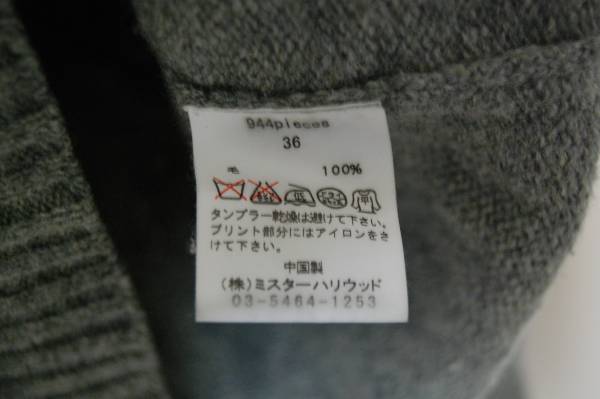 944pieces
36
毛 100%
タンブラー乾燥は避けて下さい。
プリント部分にはアイロンをさ
けて下さい。
中国製
(株)ミスターハリウッド
03-5464-1253